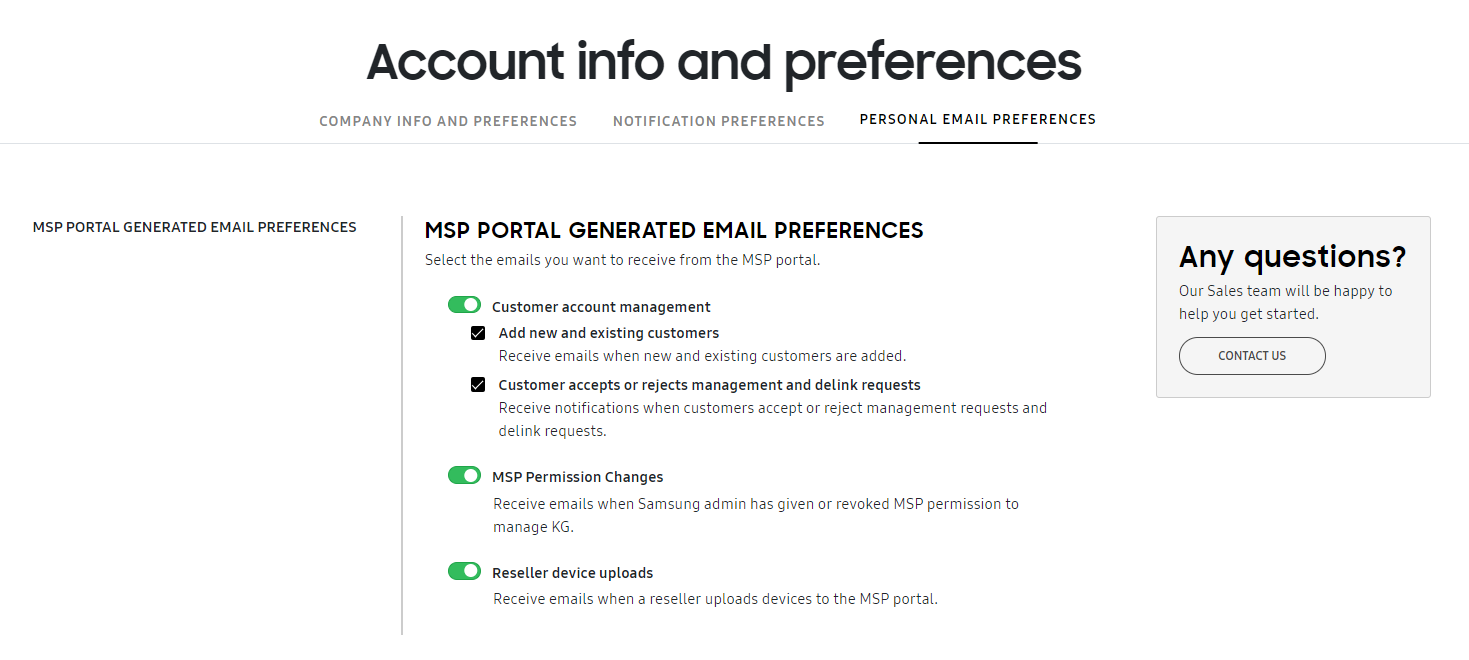 Account info and preferences
COMPANY INFO AND PREFERENCES
NOTIFICATION PREFERENCES
PERSONAL EMAIL PREFERENCES
MSP PORTAL GENERATED EMAIL PREFERENCES
MSP PORTAL GENERATED EMAIL PREFERENCES
Select the emails you want to receive from the MSP portal.
Customer account management
Add new and existing customers
Receive emails when new and existing customers are added.
Customer accepts or rejects management and delink requests
Receive notifications when customers accept or reject management requests and
delink requests.
MSP Permission Changes
Receive emails when Samsung admin has given or revoked MSP permission to
manage KG.
Reseller device uploads
Receive emails when a reseller uploads devices to the MSP portal.
Any questions?
Our Sales team will be happy to
help you get started.
CONTACT US